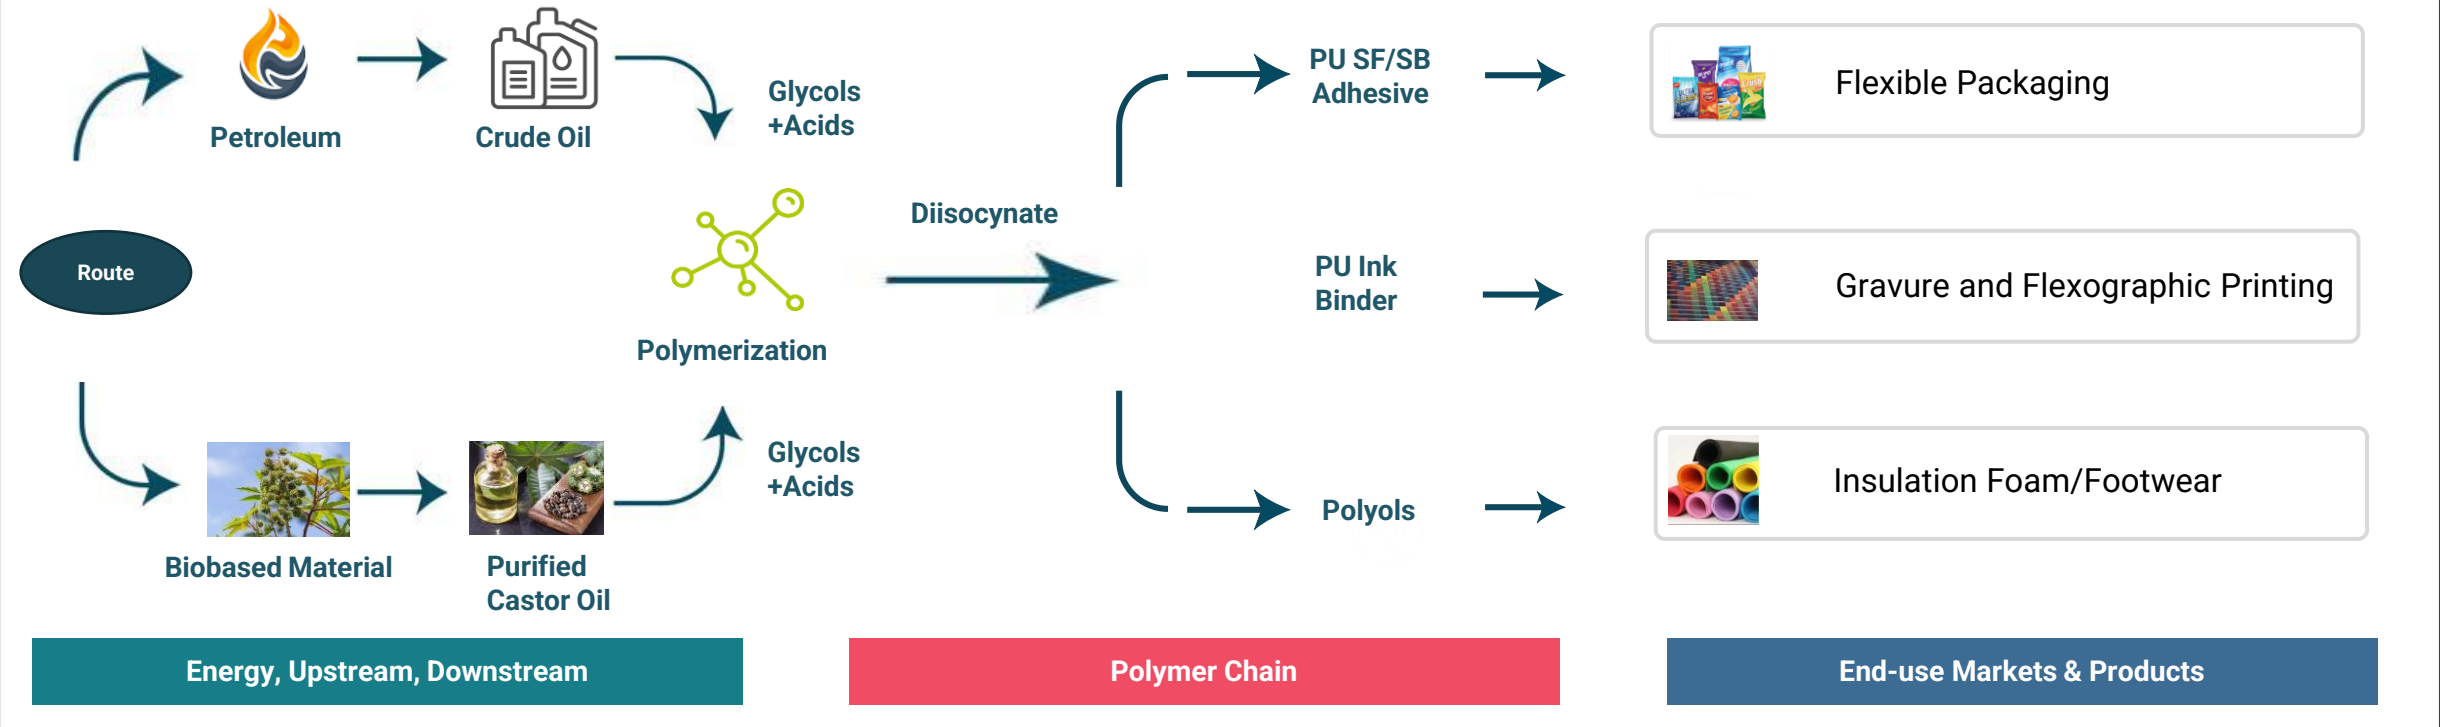 Petroleum
Crude Oil
Glycols
+Acids
PU SF/SB
Adhesive
Flexible Packaging
Route
Polymerization
Diisocynate
PU Ink
Binder
Gravure and Flexographic Printing
Biobased Material
Purified
Castor Oil
Glycols
+Acids
Polyols
Insulation Foam/Footwear
Energy, Upstream, Downstream
Polymer Chain
End-use Markets & Products